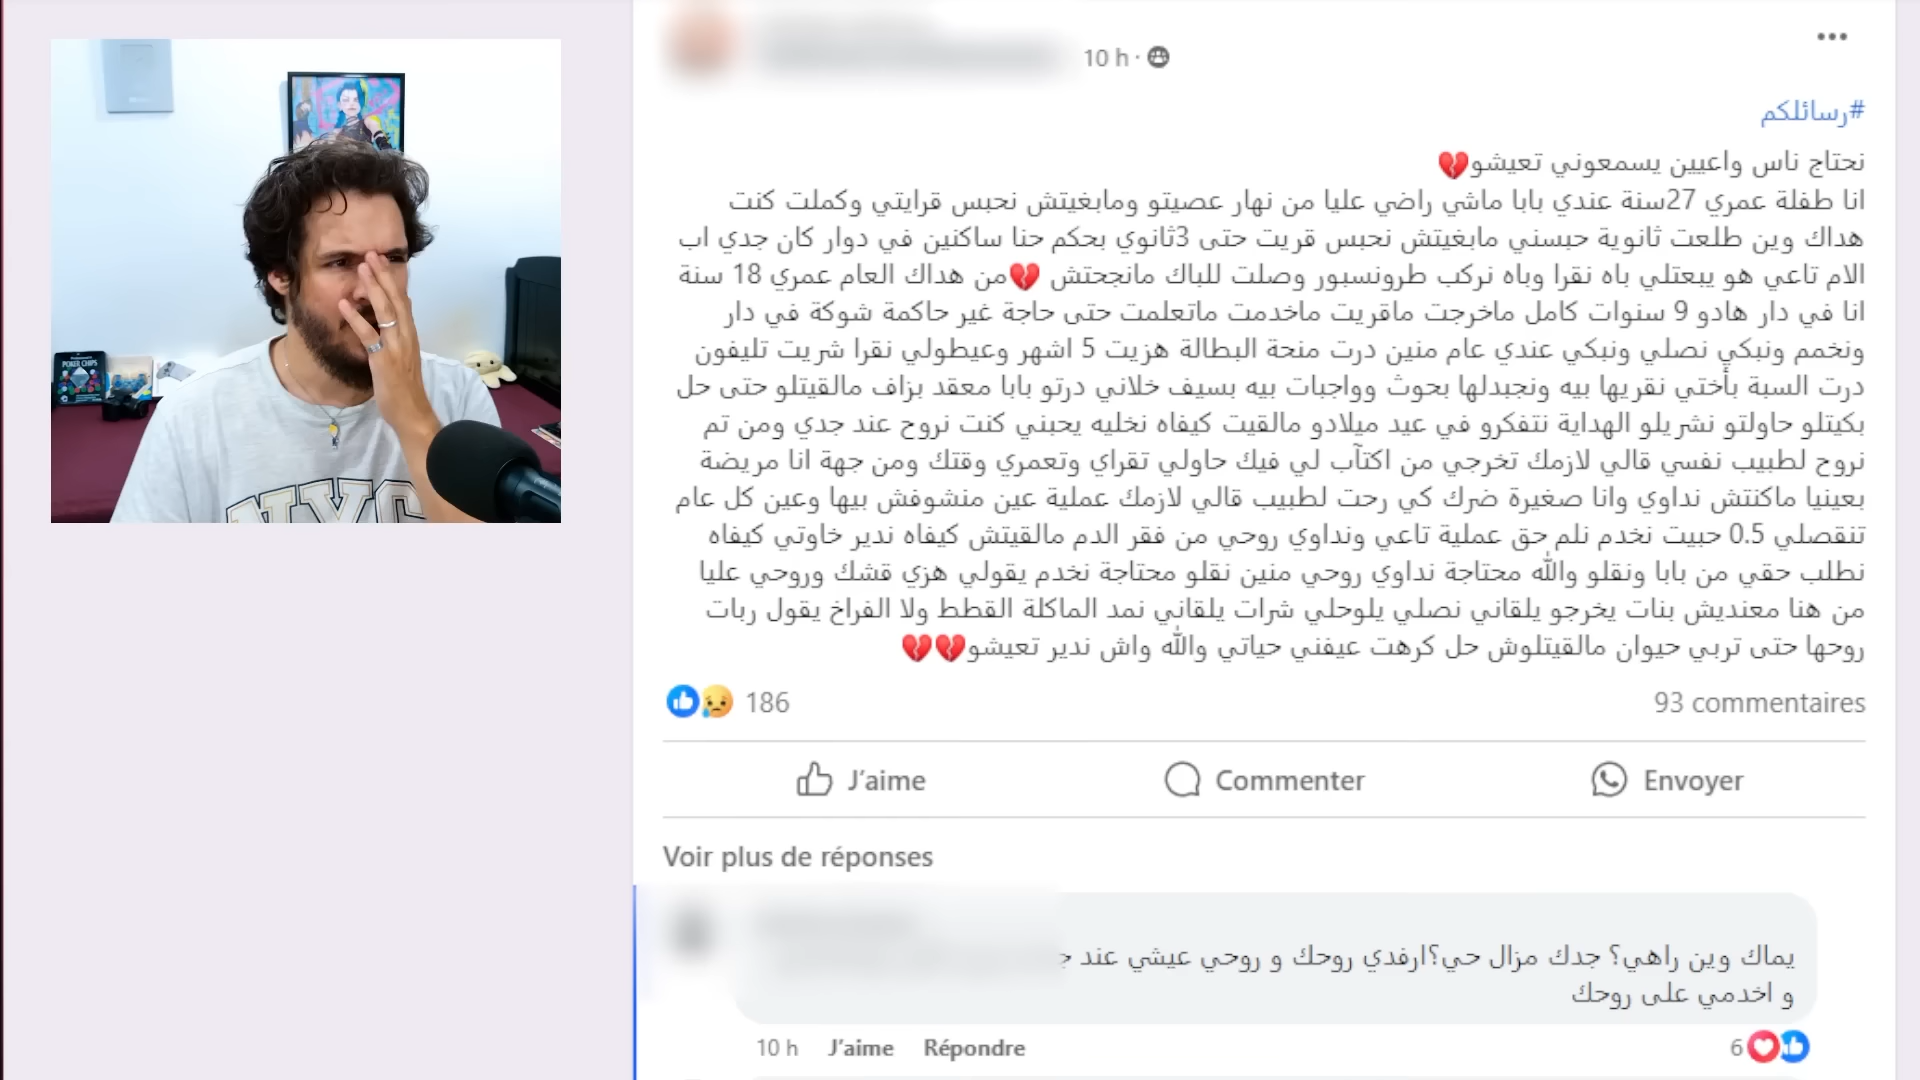 10 h ·
#رسائلكم
نحتاج ناس واعيين يسمعوني تعيشو💔
انا طفلة عمري 27سنة عندي بابا ماشي راضي عليا من نهار عصيتو ومابغيتش نحبس قرايتي وكملت كنت
هداك وين طلعت ثانوية حبسني مابغيتش نحبس قريت حتى 3ثانوي بحكم حنا ساكنين في دوار كان جدي اب
الام تاعي هو يبعتلي باه نقرا وباه نركب طرونسبور وصلت للباك مانجحتش 💔من هداك العام عمري 18 سنة
انا في دار هادو 9 سنوات كامل ماخرجت ماقريت ماخدمت ماتعلمت حتى حاجة غير حاكمة شوكة في دار
ونخمم ونبكي نصلي ونبكي عندي عام منين درت منحة البطالة هزيت 5 اشهر وعيطولي نقرا شريت تليفون
درت السبة بأختي نقريها بيه ونجبدلها بحوث وواجبات بيه بسيف خلاني درتو بابا معقد بزاف مالقيتلو حتى حل
بكيتلو حاولتو نشريلو الهداية نتفكرو في عيد ميلادو مالقيت كيفاه نخليه يحبني كنت نروح عند جدي ومن تم
نروح لطبيب نفسي قالي لازمك تخرجي من اكتآب لي فيك حاولي تقراي وتعمري وقتك ومن جهة انا مريضة
بعينيا ماكنتش نداوي وانا صغيرة ضرك كي رحت لطبيب قالي لازمك عملية عين منشوفش بيها وعين كل عام
تنقصلي 0.5 حبيت نخدم نلم حق عملية تاعي ونداوي روحي من فقر الدم مالقيتش كيفاه ندير خاوتي كيفاه
نطلب حقي من بابا ونقلو والله محتاجة نداوي روحي منين نقلو محتاجة نخدم يقولي هزي قشك وروحي عليا
من هنا معنديش بنات يخرجو يلقاني نصلي يلوحلي شرات يلقاني نمد الماكلة القطط ولا الفراخ يقول ربات
روحها حتى تربي حيوان مالقيتلوش حل كرهت عيفني حياتي والله واش ندير تعيشو💔💔
186
93 commentaires
J’aime
Commenter
Envoyer
Voir plus de réponses
يماك وين راهي؟ جدك مزال حي؟ارفدي روحك و روحي عيشي عند
و اخدمي على روحك
10 h J’aime Répondre
6
POKER CHIPS
NYC